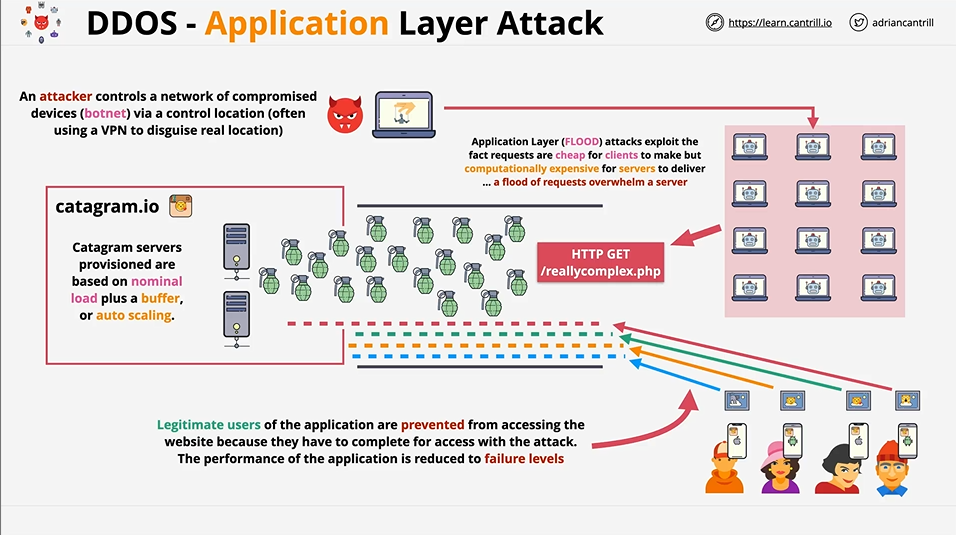 DDOS - Application Layer Attack
https://learn.cantrill.io
adriancantrill
An attacker controls a network of compromised
devices (botnet) via a control location (often
using a VPN to disguise real location)
Application Layer (FLOOD) attacks exploit the
fact requests are cheap for clients to make but
computationally expensive for servers to deliver
... a flood of requests overwhelm a server
catagram.io
Catagram servers
provisioned are
based on nominal
load plus a buffer,
or auto scaling.
HTTP GET
/reallycomplex.php
Legitimate users of the application are prevented from accessing the
website because they have to complete for access with the attack.
The performance of the application is reduced to failure levels